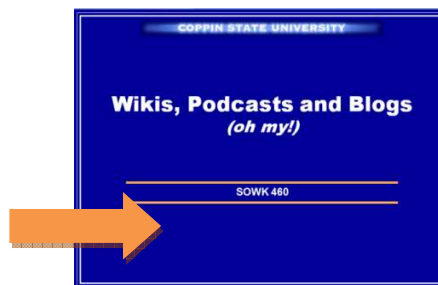 COPPIN STATE UNIVERSITY
Wikis, Podcasts and Blogs
(oh my!)
SOWK 460